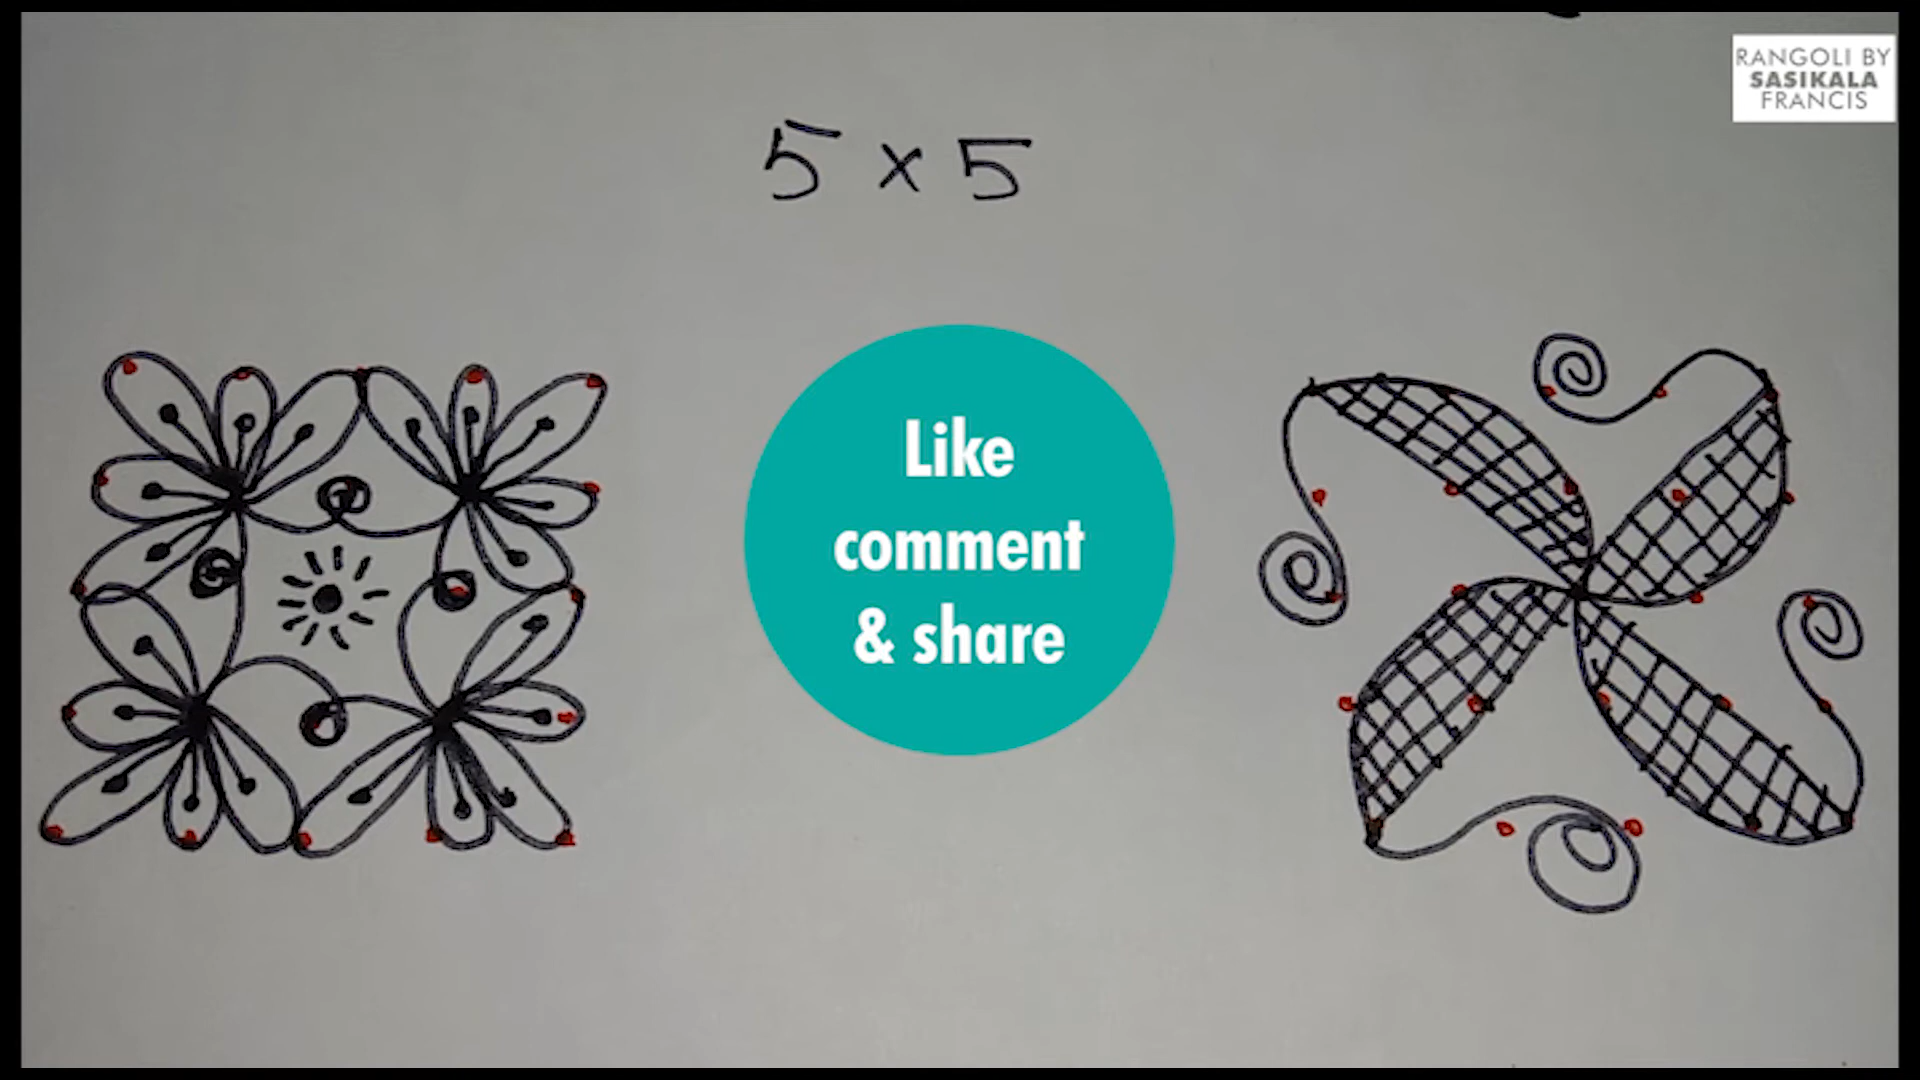 RANGOLI BY
SASIKALA
FRANCIS
5 x 5
Like
comment
& share